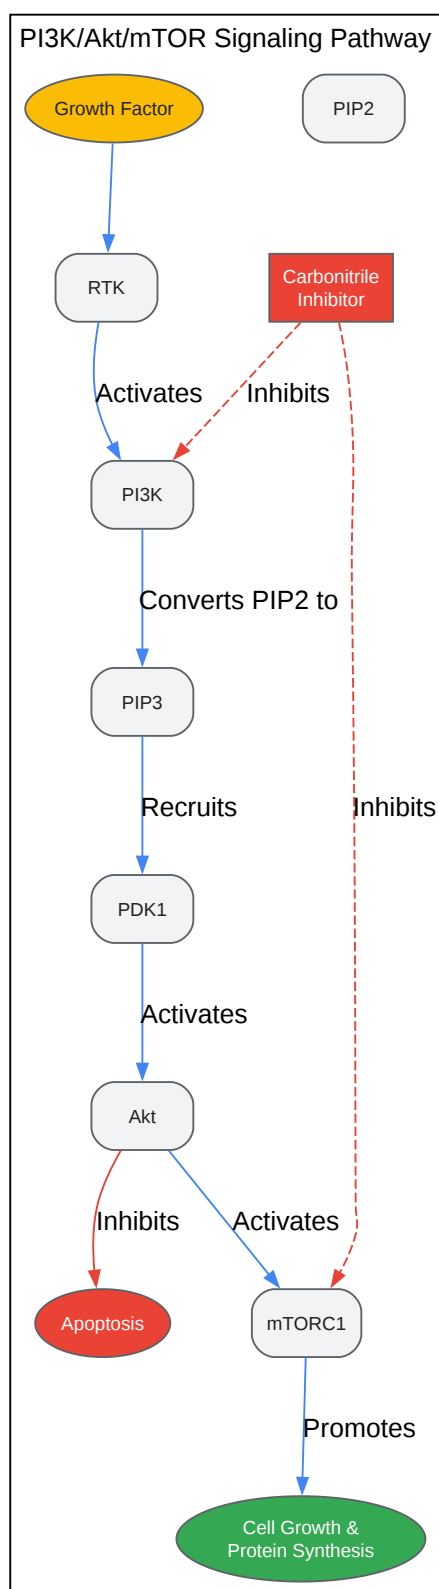 PI3K/Akt/mTOR Signaling Pathway
Growth Factor
PIP2
RTK
Carbonitrile
Inhibitor
Activates
Inhibits
PI3K
Converts PIP2 to
PIP3
Recruits
Inhibits
PDK1
Activates
Akt
Inhibits
Activates
Apoptosis
mTORC1
Promotes
Cell Growth &
Protein Synthesis